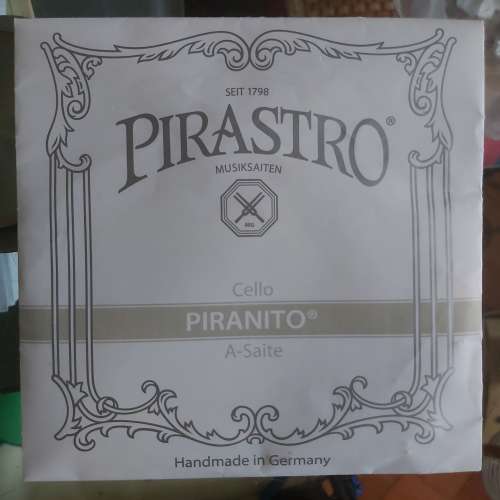 SEIT 1798
PIRASTRO®
MUSIKSAITEN
Cello
PIRANITO®
A-Saite
Handmade in Germany